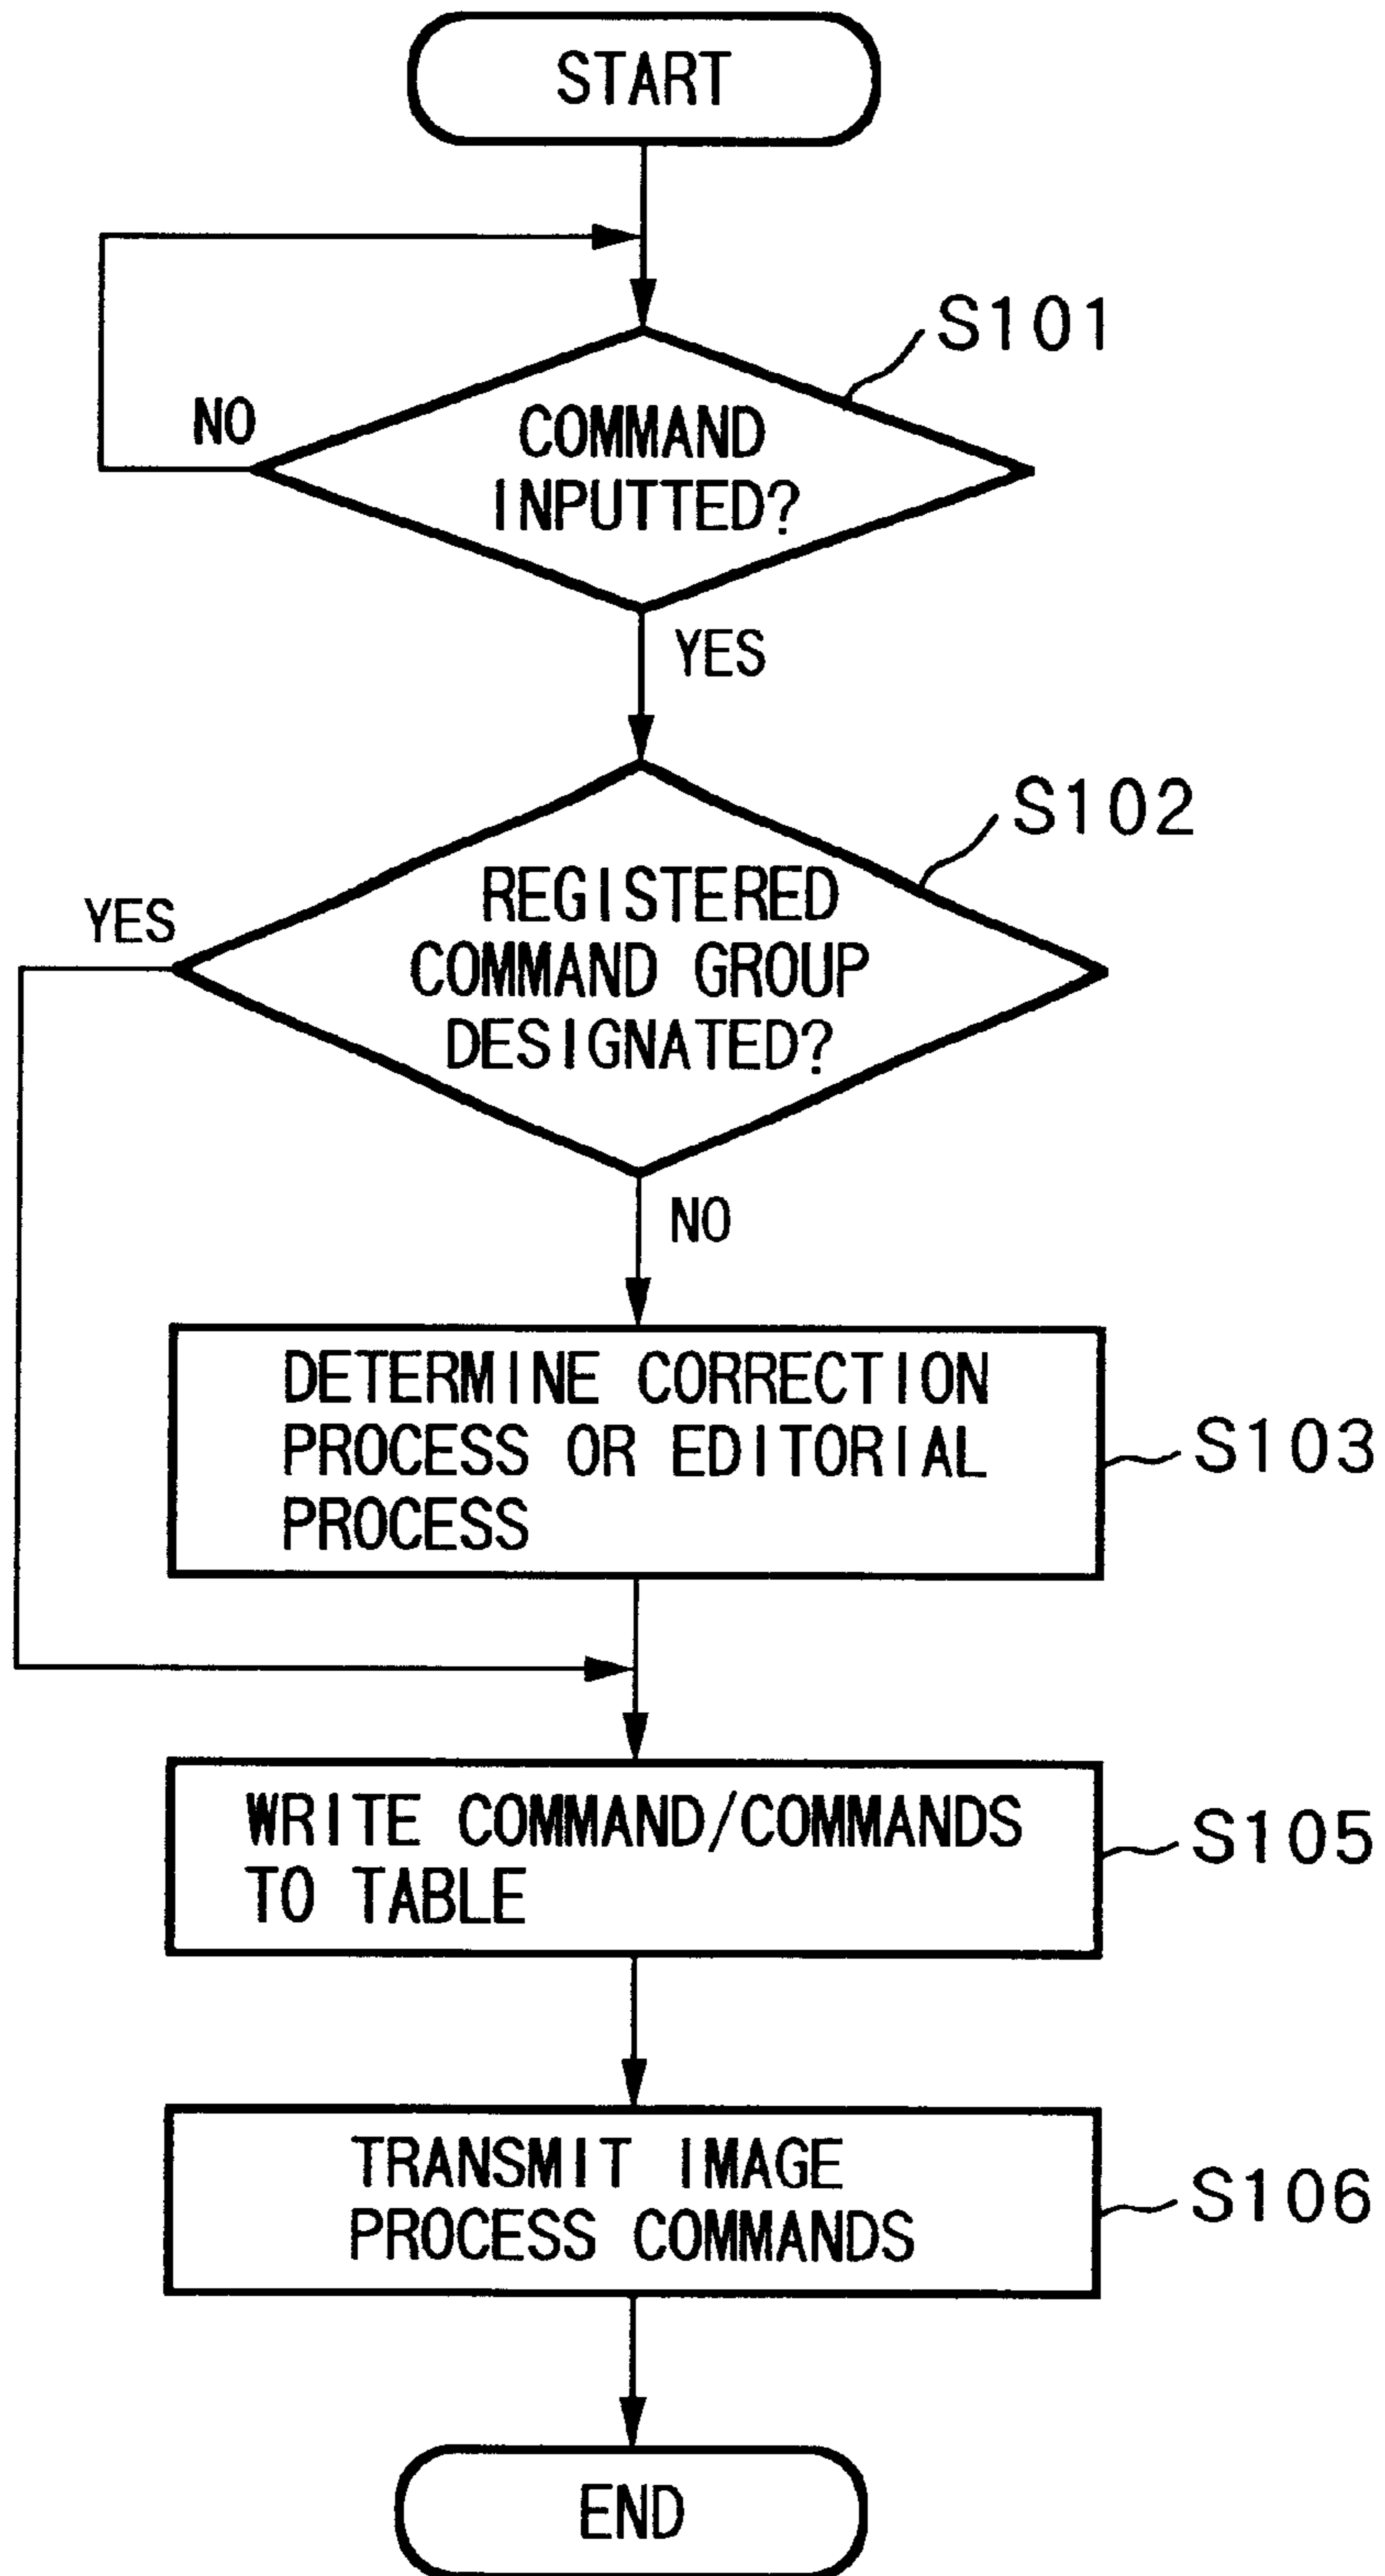 START
S101
NO
COMMAND
INPUTTED?
YES
S102
YES
REGISTERED
COMMAND GROUP
DESIGNATED?
NO
DETERMINE CORRECTION
PROCESS OR EDITORIAL
PROCESS
S103
WRITE COMMAND/COMMANDS
TO TABLE
S105
TRANSMIT IMAGE
PROCESS COMMANDS
S106
END